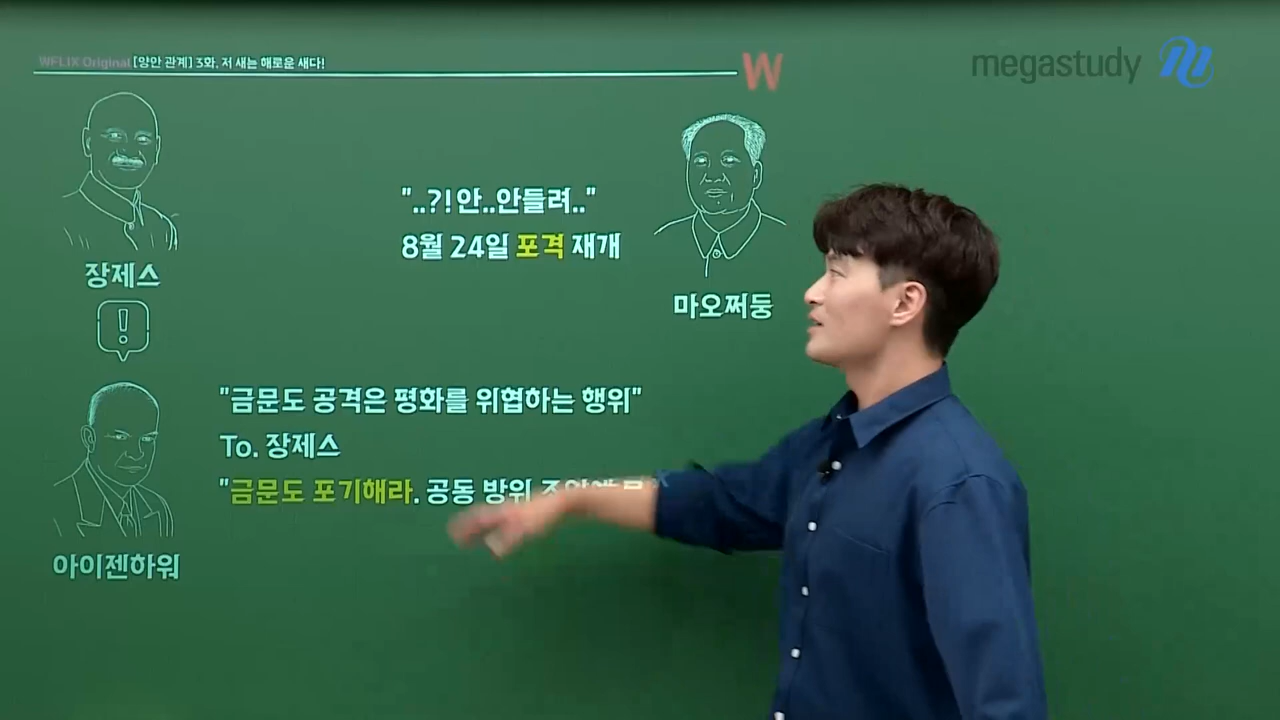 WFLIX Original [양안 관계] 3화. 저 새는 해로운 새다!
W
megastudy
"..?! 안..안들려.."
8월 24일 포격 재개
장제스
마오쩌둥
!
"금문도 공격은 평화를 위협하는 행위"
To. 장제스
"금문도 포기해라. 공동 방위
아이젠하워